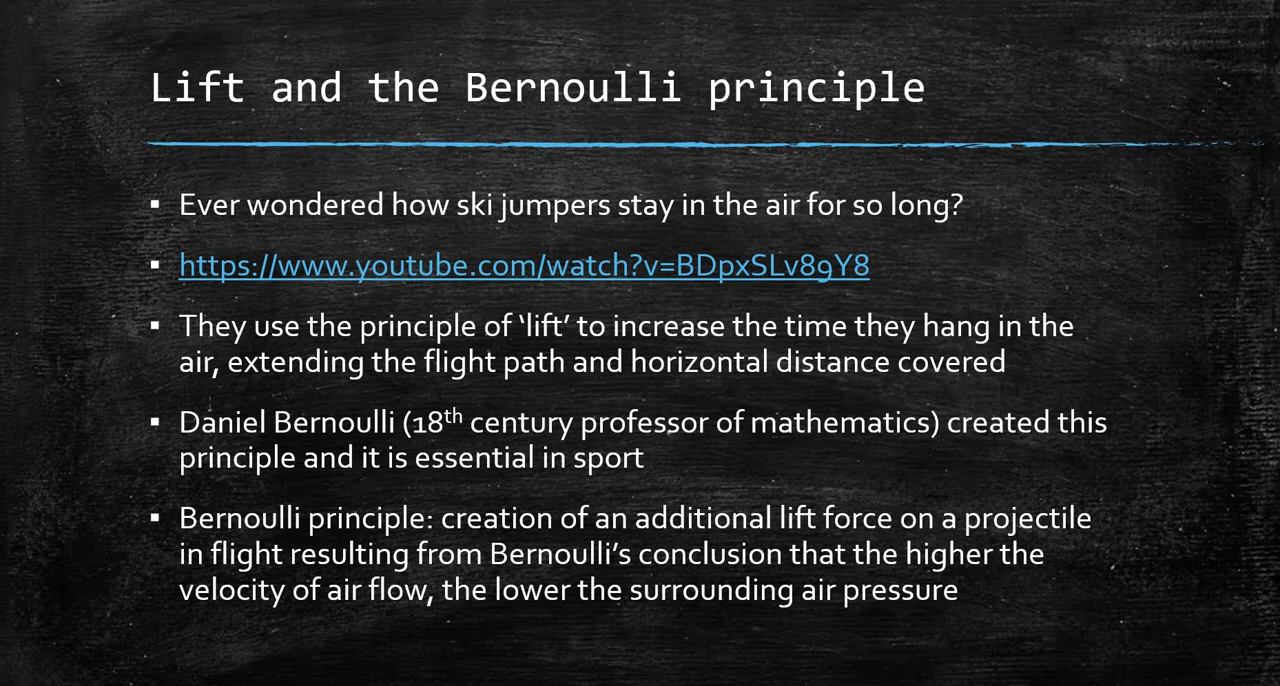 Lift and the Bernoulli principle
▪ Ever wondered how ski jumpers stay in the air for so long?
▪ https://www.youtube.com/watch?v=BDpxSLv89Y8
▪ They use the principle of ‘lift’ to increase the time they hang in the
air, extending the flight path and horizontal distance covered
▪ Daniel Bernoulli (18th century professor of mathematics) created this
principle and it is essential in sport
▪ Bernoulli principle: creation of an additional lift force on a projectile
in flight resulting from Bernoulli’s conclusion that the higher the
velocity of air flow, the lower the surrounding air pressure